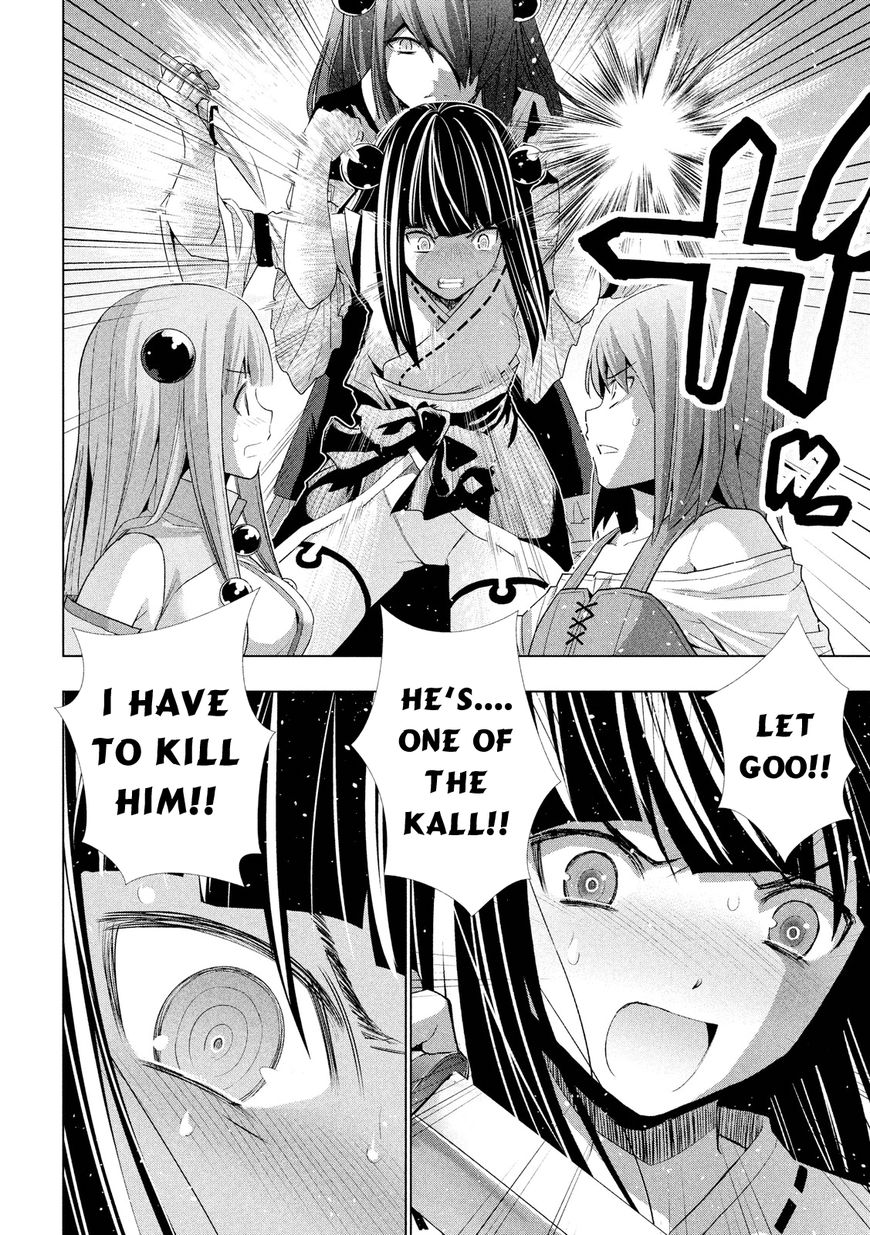 LET
GOO!!
HE'S....
ONE OF
THE
KALL!!
I HAVE
TO KILL
HIM!!